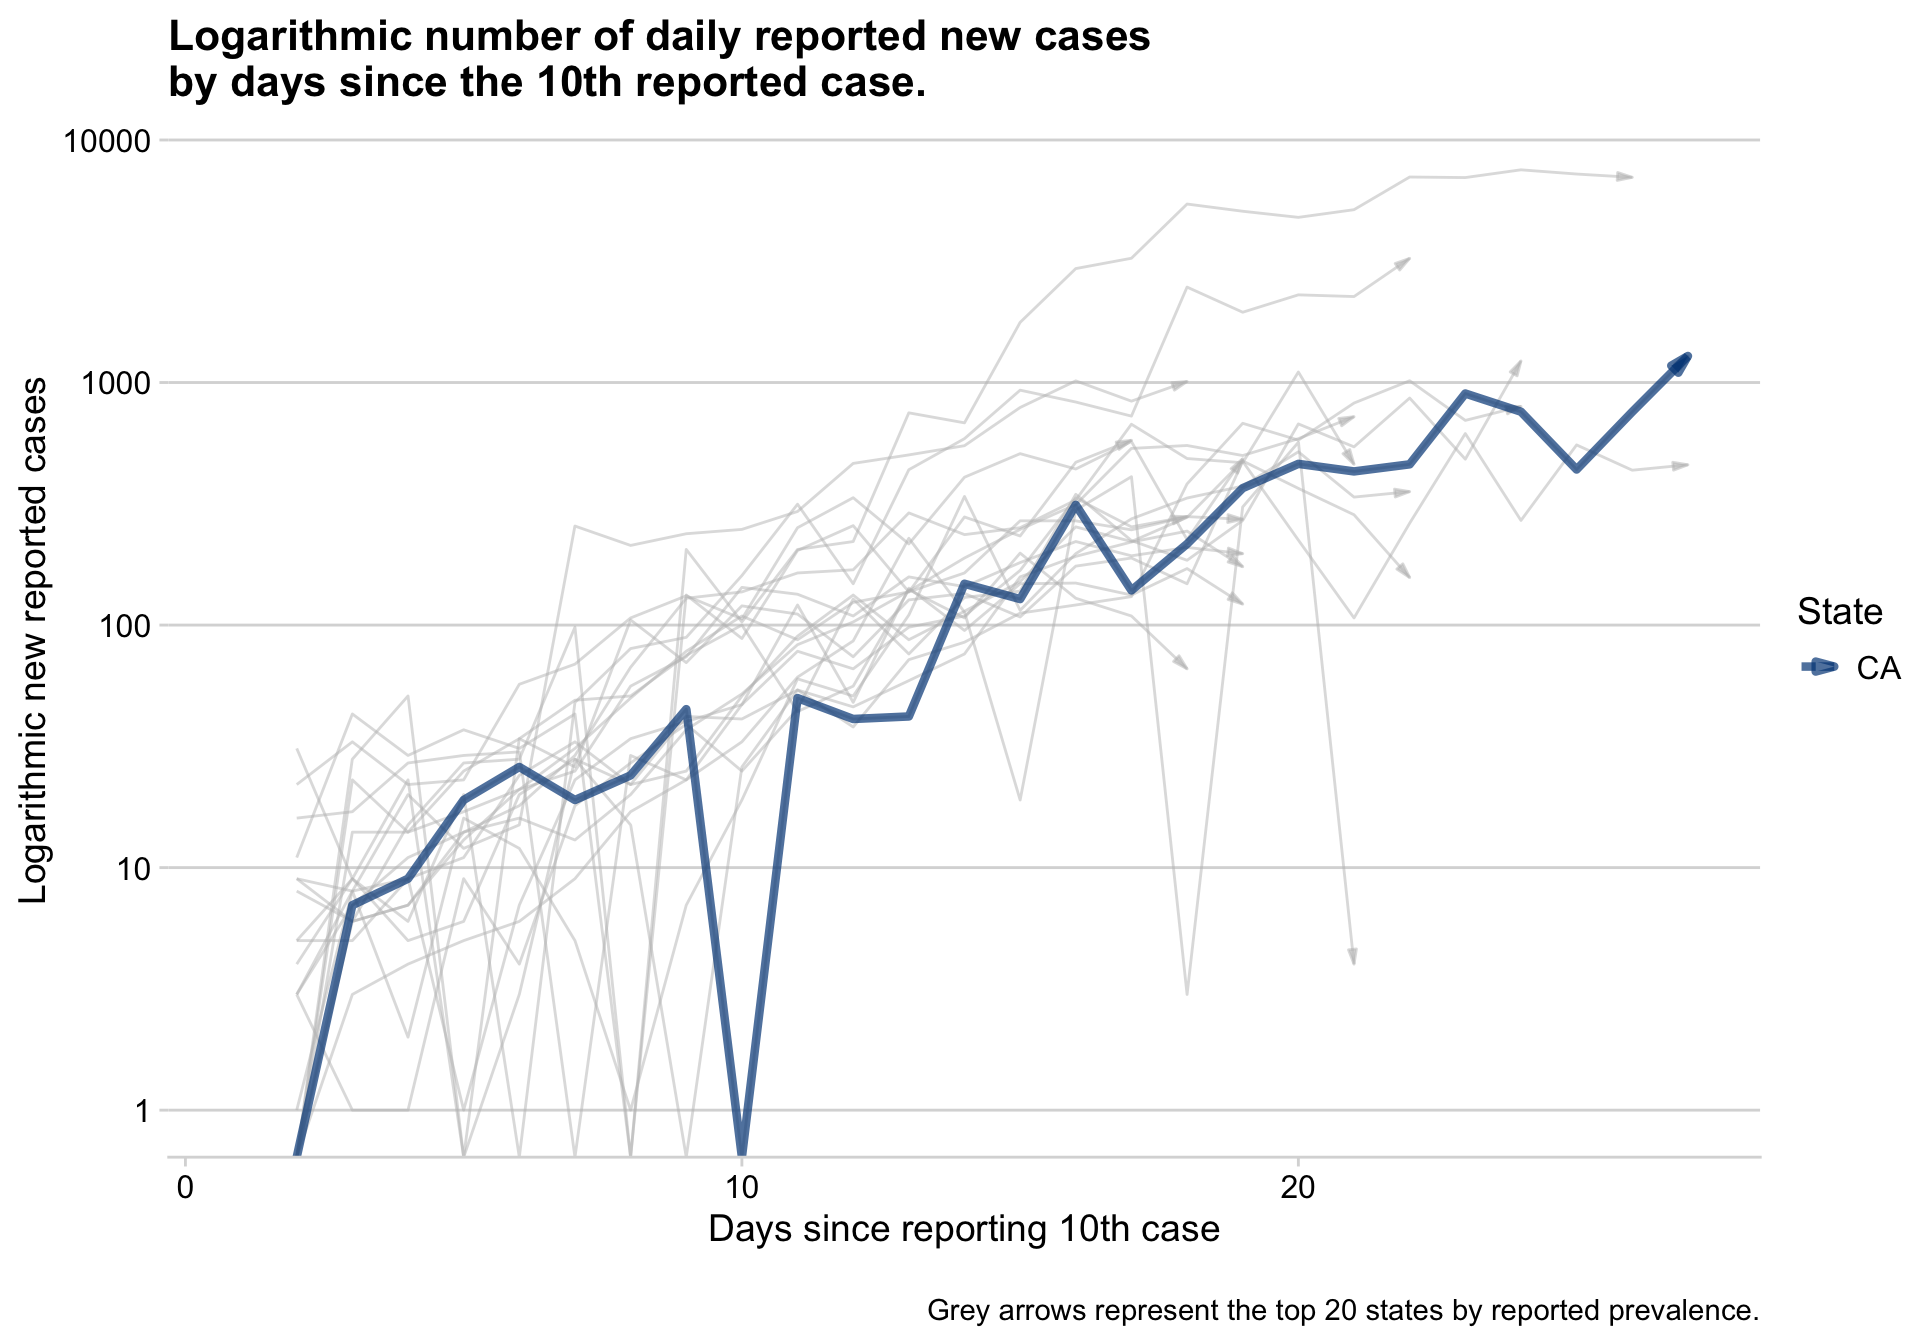 Logarithmic number of daily reported new cases
by days since the 10th reported case.
10000
1000
100
10
1
Logarithmic new reported cases
0
10
20
Days since reporting 10th case
State
CA
Grey arrows represent the top 20 states by reported prevalence.